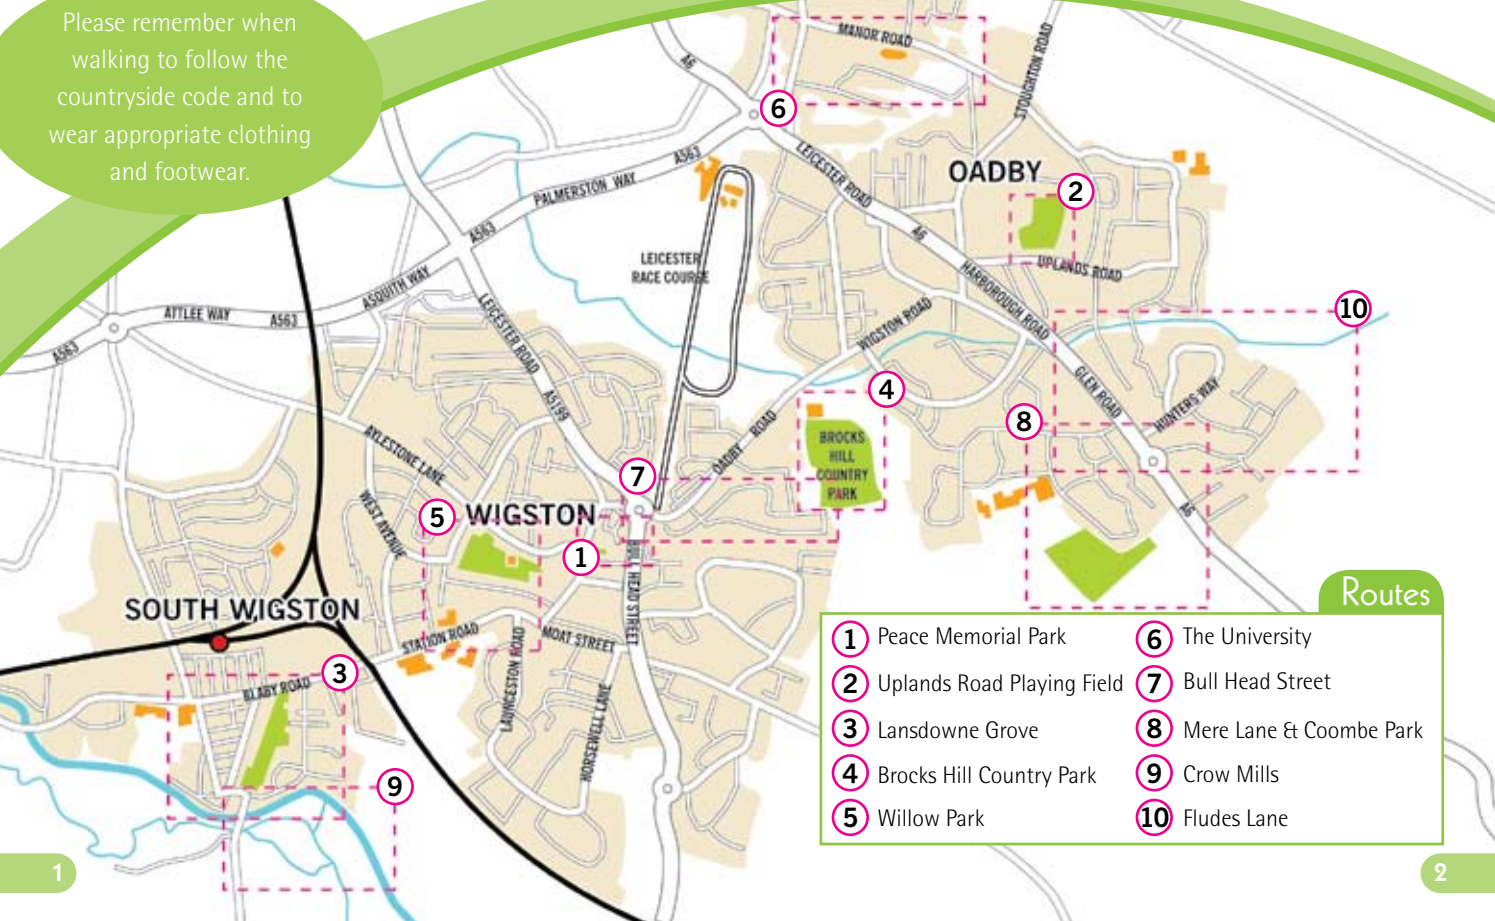 Please remember when
walking to follow the
countryside code and to
wear appropriate clothing
and footwear.
MANOR ROAD
STOUGHTON ROAD
A6
6
A563
LEICESTER ROAD
OADBY
2
PALMERSTON WAY
A563
A6
UPLANDS ROAD
LEICESTER
RACE COURSE
HARBOROUGH ROAD
10
ASQUITH WAY
ATTLEE WAY
A563
A563
LEICESTER ROAD
A5199
WIGSTON ROAD
4
GLEN ROAD
HUNTERS WAY
8
OADBY ROAD
BROCKS
HILL
COUNTRY
PARK
AYLESTONE LANE
7
WEST AVENUE
5
WIGSTON
A6
1
BULL HEAD STREET
SOUTH WIGSTON
STATION ROAD
MOAT STREET
LAUNCESTON ROAD
HORSEWELL LANE
3
BLABY ROAD
9
Routes
1 Peace Memorial Park
2 Uplands Road Playing Field
3 Lansdowne Grove
4 Brocks Hill Country Park
5 Willow Park
6 The University
7 Bull Head Street
8 Mere Lane & Coombe Park
9 Crow Mills
10 Fludes Lane
1
2